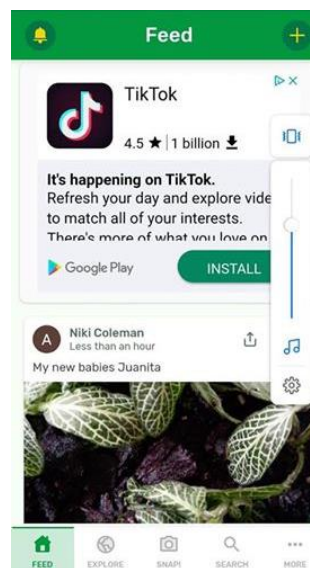 Feed
TikTok
4.5 ★ | 1 billion
It's happening on TikTok.
Refresh your day and explore vide
to match all of your interests.
There's more of what you love on
Google Play
INSTALL
A
Niki Coleman
Less than an hour
My new babies Juanita
FEED
EXPLORE
SNAP!
SEARCH
MORE